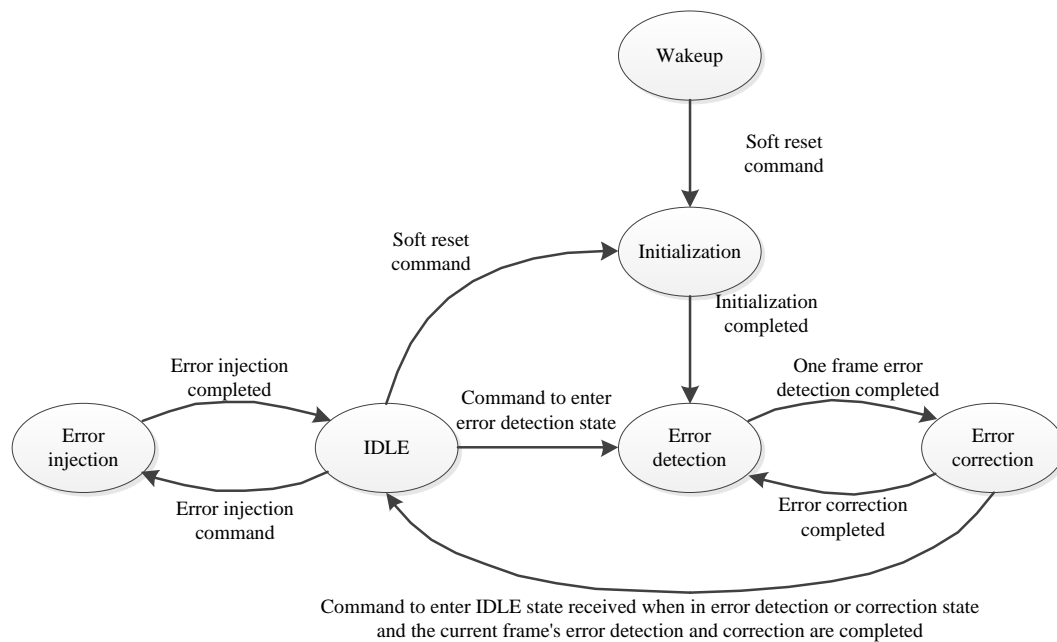 Wakeup
Soft reset
command
Initialization
Soft reset
command
Initialization
completed
Error injection
completed
Command to enter
error detection state
One frame error
detection completed
Error
injection
IDLE
Error
detection
Error
correction
Error injection
command
Error correction
completed
Command to enter IDLE state received when in error detection or correction state
and the current frame's error detection and correction are completed